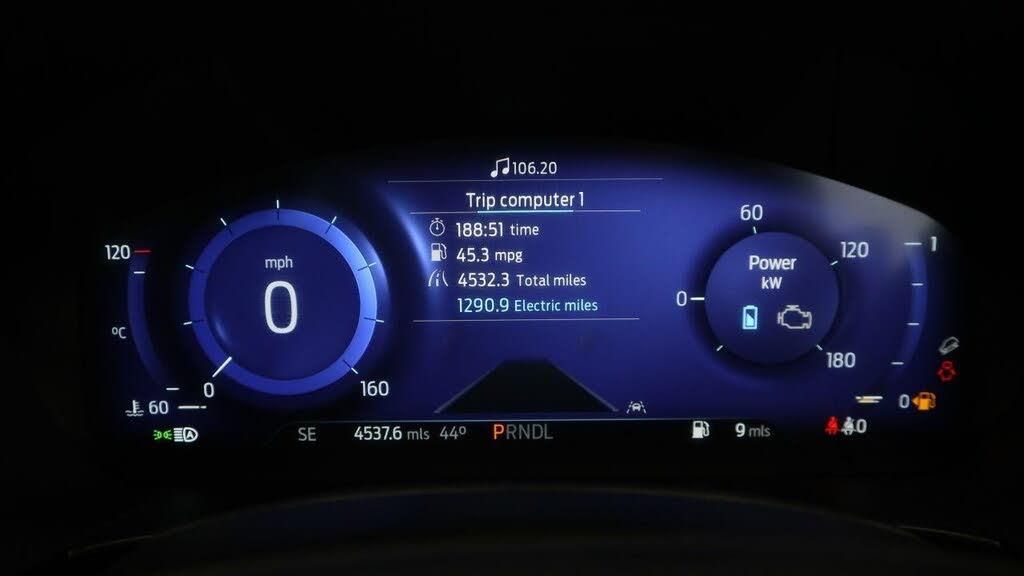 106.20
Trip computer 1
188:51 time
45.3 mpg
4532.3 Total miles
1290.9 Electric miles
120
ºC
60
mph
0
0
160
60
120
0
Power
kW
180
1
0
SE
4537.6 mls
44º
PRNDL
9 mls
0
A